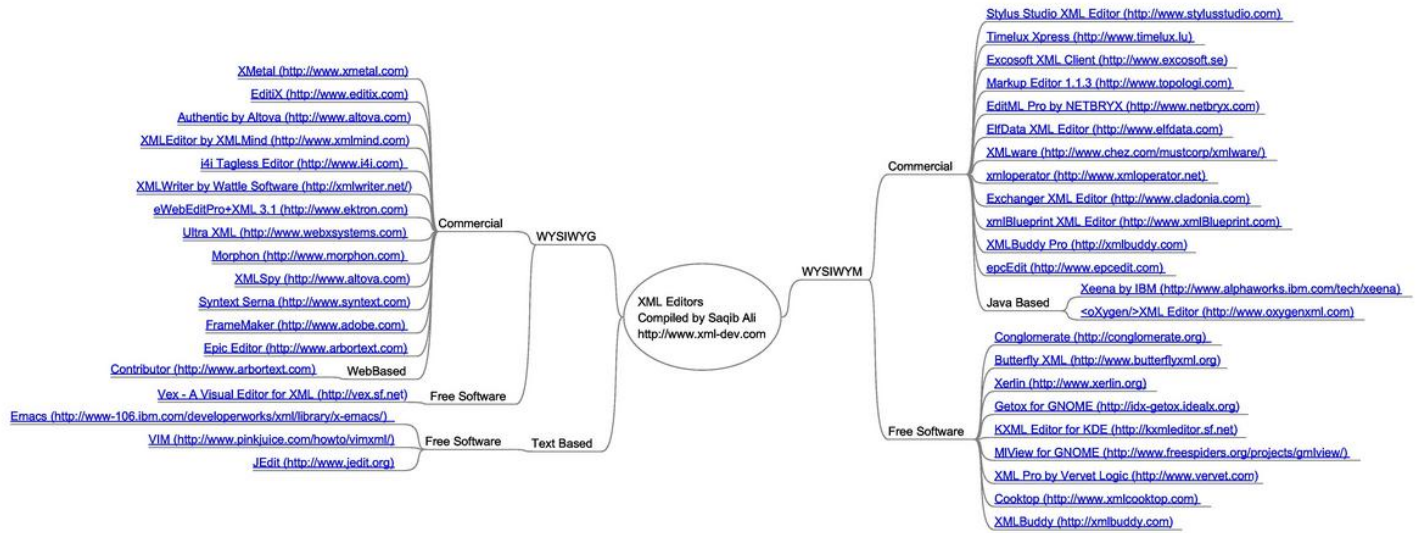 XML Editors
Compiled by Saqib Ali
http://www.xml-dev.com
WYSIWYG
Commercial
XMetal (http://www.xmetal.com)
EditiX (http://www.editix.com)
Authentic by Altova (http://www.altova.com)
XMLEditor by XMLMind (http://www.xmlmind.com)
i4i Tagless Editor (http://www.i4i.com)
XMLWriter by Wattle Software (http://xmlwriter.net/)
eWebEditPro+XML 3.1 (http://www.ektron.com)
Ultra XML (http://www.webxsystems.com)
Morphon (http://www.morphon.com)
XMLSpy (http://www.altova.com)
Syntext Serna (http://www.syntext.com)
FrameMaker (http://www.adobe.com)
Epic Editor (http://www.arbortext.com)
WebBased
Contributor (http://www.arbortext.com)
Free Software
Vex - A Visual Editor for XML (http://vex.sf.net)
Text Based
Free Software
Emacs (http://www-106.ibm.com/developerworks/xml/library/x-emacs/)
VIM (http://www.pinkjuice.com/howto/vimxml/)
JEdit (http://www.jedit.org)
WYSIWYM
Commercial
Stylus Studio XML Editor (http://www.stylusstudio.com)
Timelux Xpress (http://www.timelux.lu)
Excosoft XML Client (http://www.excosoft.se)
Markup Editor 1.1.3 (http://www.topologi.com)
EditML Pro by NETBRYX (http://www.netbryx.com)
ElfData XML Editor (http://www.elfdata.com)
XMLware (http://www.chez.com/mustcorp/xmlware/)
xmloperator (http://www.xmloperator.net)
Exchanger XML Editor (http://www.cladonia.com)
xmlBlueprint XML Editor (http://www.xmlBlueprint.com)
XMLBuddy Pro (http://xmlbuddy.com)
epcEdit (http://www.epcedit.com)
Java Based
Xeena by IBM (http://www.alphaworks.ibm.com/tech/xeena)
<oXygen/>XML Editor (http://www.oxygenxml.com)
Free Software
Conglomerate (http://conglomerate.org)
Butterfly XML (http://www.butterflyxml.org)
Xerlin (http://www.xerlin.org)
Getox for GNOME (http://idx-getox.idealx.org)
KXML Editor for KDE (http://kxmleditor.sf.net)
MlView for GNOME (http://www.freespiders.org/projects/gmlview/)
XML Pro by Vervet Logic (http://www.vervet.com)
Cooktop (http://www.xmlcooktop.com)
XMLBuddy (http://xmlbuddy.com)